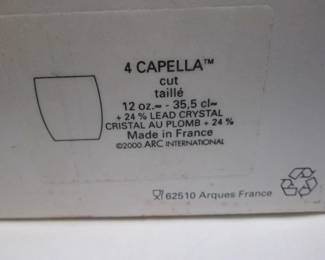 4 CAPELLA™
cut
taillé
12 oz.≃ - 35,5 cl≃
+ 24 % LEAD CRYSTAL
CRISTAL AU PLOMB + 24 %
Made in France
©2000 ARC INTERNATIONAL
62510 Arques France